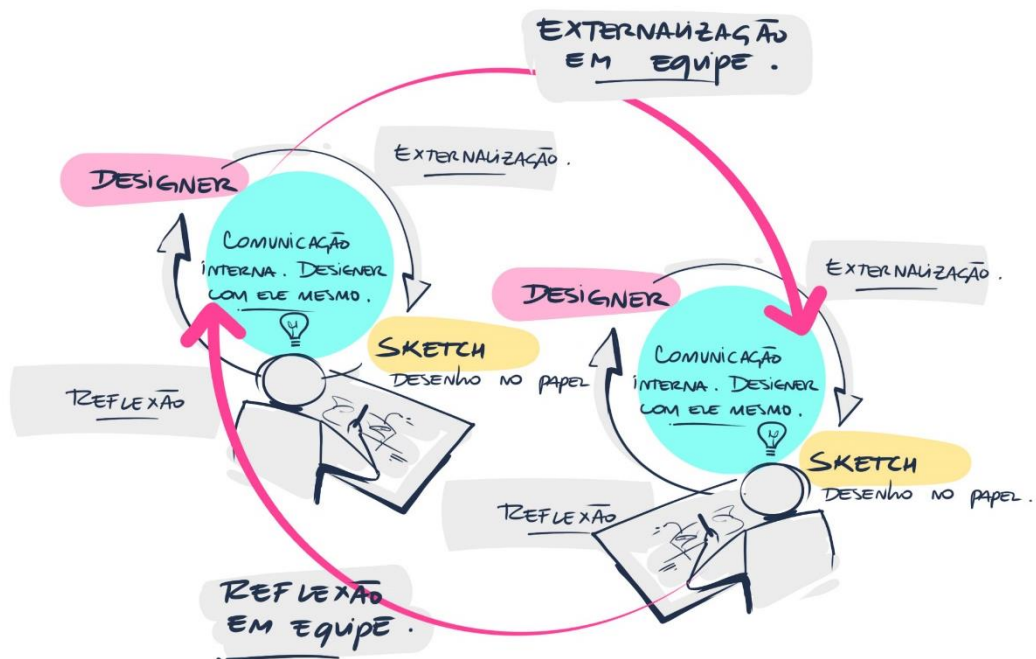 EXTERNALIZAÇÃO
EM EQUIPE.
EXTERNALIZAÇÃO.
DESIGNER
COMUNICAÇÃO
INTERNA. DESIGNER
COM ELE MESMO.
SKETCH
DESENHO NO PAPEL
REFLEXÃO
EXTERNALIZAÇÃO.
DESIGNER
COMUNICAÇÃO
INTERNA. DESIGNER
COM ELE MESMO.
SKETCH
DESENHO NO PAPEL.
REFLEXÃO
REFLEXÃO
EM EQUIPE.